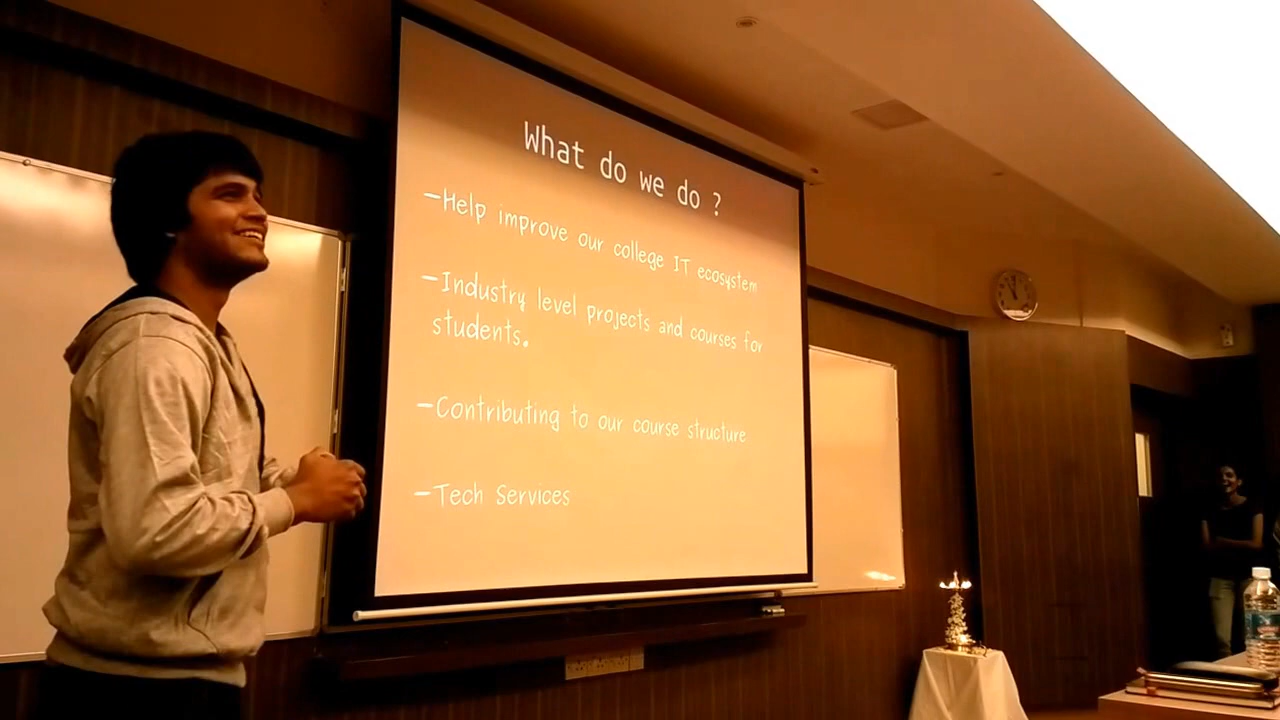 What do we do ?
-Help improve our college IT ecosystem
-Industry level projects and courses for
students.
-Contributing to our course structure
-Tech Services